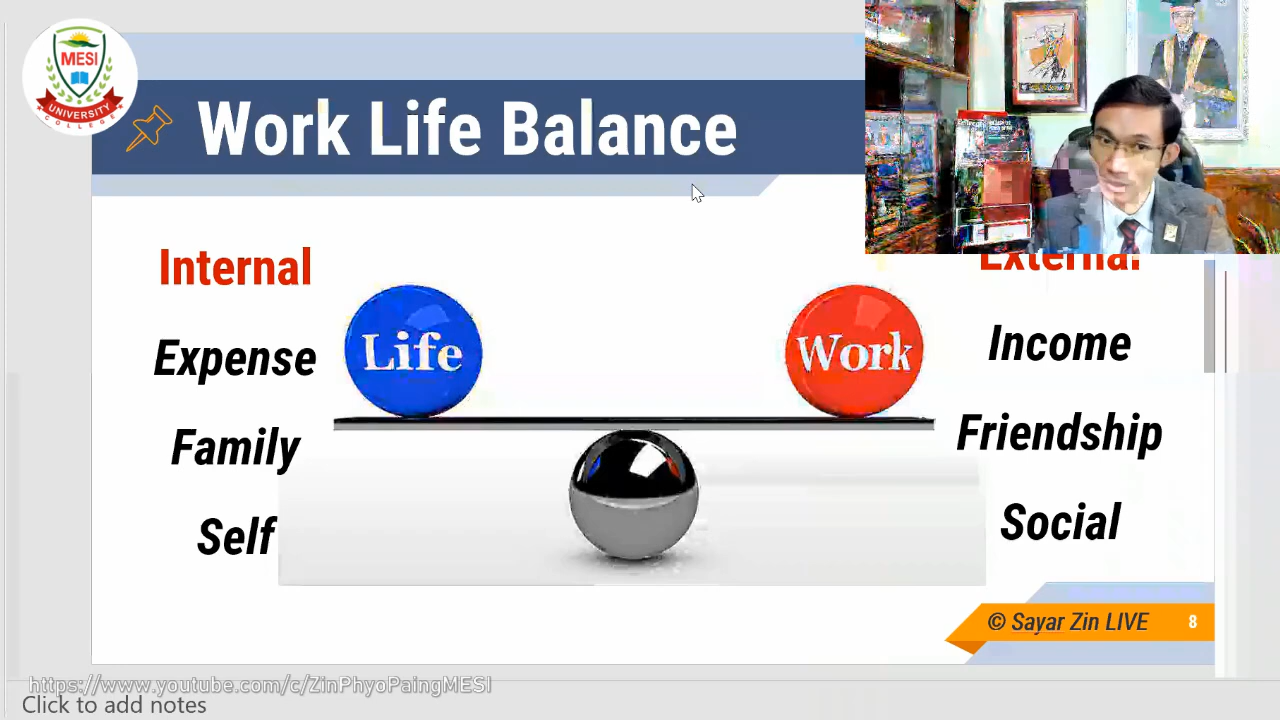 MESI
UNIVERSITY
COLLEGE
Work Life Balance
Internal
External
Expense
Life
Work
Income
Family
Friendship
Self
Social
© Sayar Zin LIVE
8
https://www.youtube.com/c/ZinPhyoPaingMESI
Click to add notes